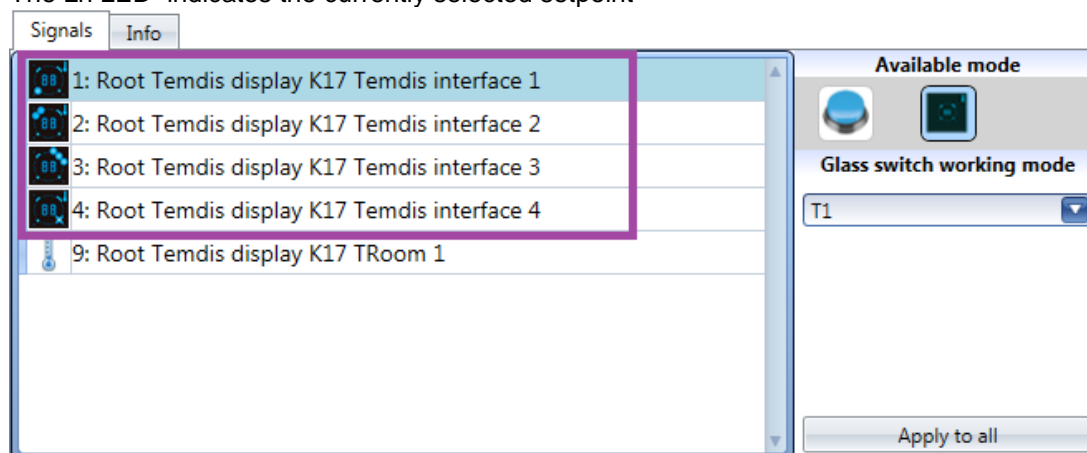 Signals
Info
1: Root Temdis display K17 Temdis interface 1
2: Root Temdis display K17 Temdis interface 2
3: Root Temdis display K17 Temdis interface 3
4: Root Temdis display K17 Temdis interface 4
9: Root Temdis display K17 TRoom 1
Available mode
Glass switch working mode
T1
Apply to all